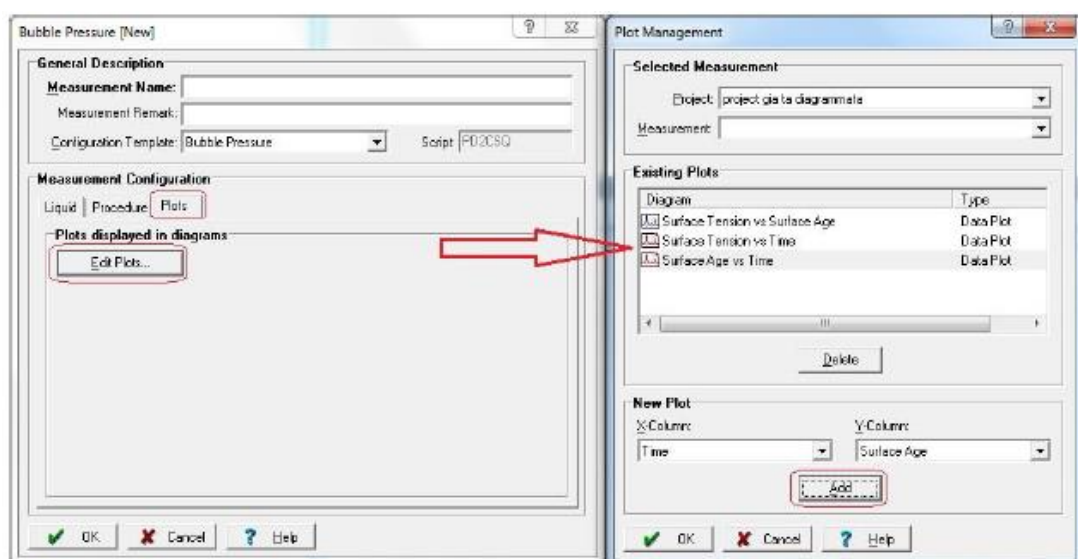 Bubble Pressure [New]
General Description
Measurement Name:
Measurement Remark:
Configuration Template: Bubble Pressure Script PD2CSQ
Measurement Configuration
Liquid Procedure Plots
Plots displayed in diagrams
Edit Plots...
OK Cancel Help
Plot Management
Selected Measurement
Project: project gia ta diagrammata
Measurement:
Existing Plots
Diagram Type
Surface Tension vs Surface Age Data Plot
Surface Tension vs Time Data Plot
Surface Age vs Time Data Plot
Delete
New Plot
X-Column: Y-Column:
Time Surface Age
Add
OK Cancel Help